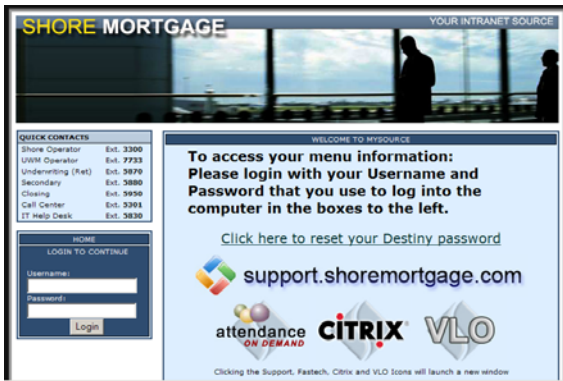 SHORE MORTGAGE
YOUR INTRANET SOURCE
QUICK CONTACTS
Shore Operator Ext. 3300
UWM Operator Ext. 7733
Underwriting (Ret) Ext. 5870
Secondary Ext. 5880
Closing Ext. 5950
Call Center Ext. 5301
IT Help Desk Ext. 5830
HOME
LOGIN TO CONTINUE
Username:
Password:
Login
WELCOME TO MYSOURCE
To access your menu information:
Please login with your Username and
Password that you use to log into the
computer in the boxes to the left.
Click here to reset your Destiny password
support.shoremortgage.com
attendance
ON DEMAND
CITRIX
VLO
Clicking the Support, Fastech, Citrix and VLO Icons will launch a new window